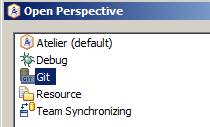 Open Perspective
Atelier (default)
Debug
Git
Resource
Team Synchronizing